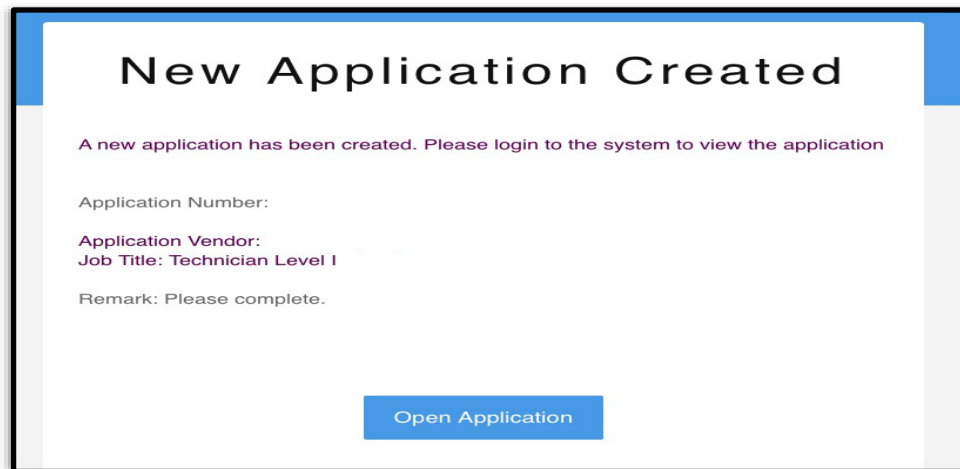 New Application Created
A new application has been created. Please login to the system to view the application
Application Number:
Application Vendor:
Job Title: Technician Level I
Remark: Please complete.
Open Application